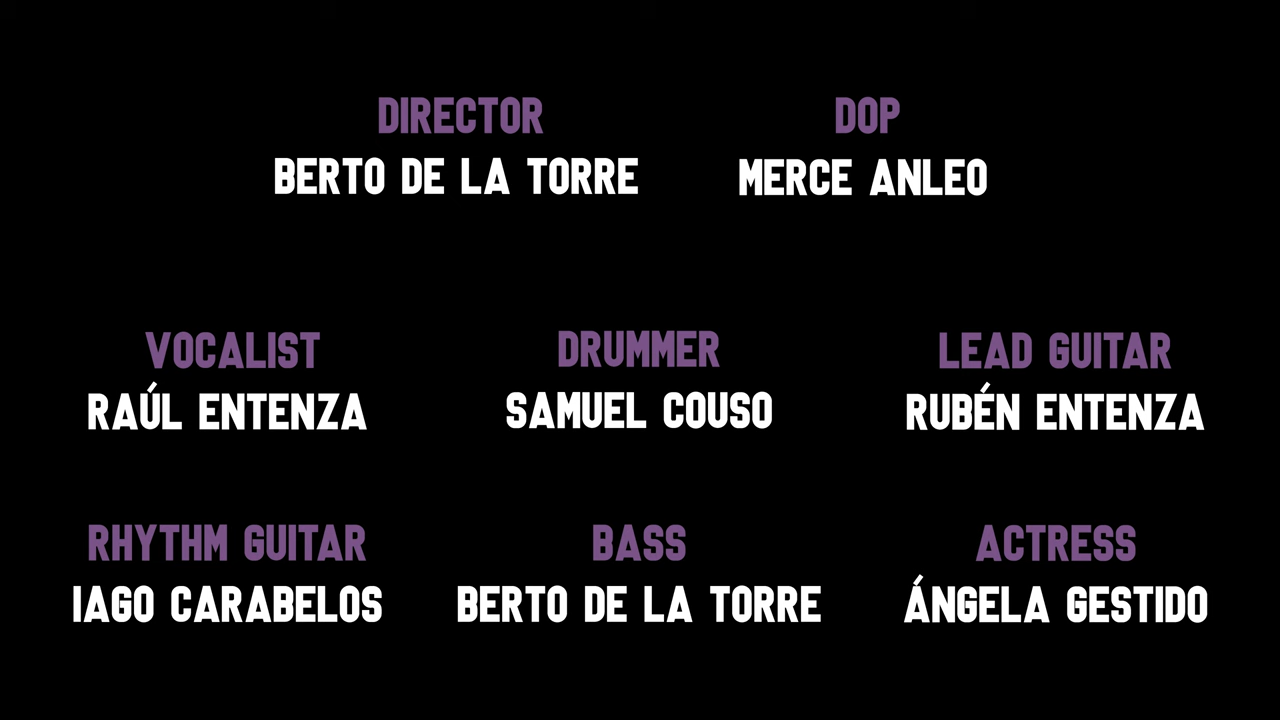 DIRECTOR
BERTO DE LA TORRE
DOP
MERCE ANLEO
VOCALIST
RAÚL ENTENZA
DRUMMER
SAMUEL COUSO
LEAD GUITAR
RUBÉN ENTENZA
RHYTHM GUITAR
IAGO CARABELOS
BASS
BERTO DE LA TORRE
ACTRESS
ÁNGELA GESTIDO